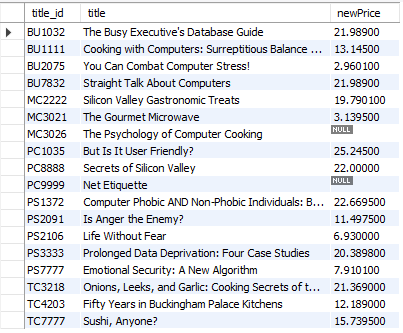 title_id title newPrice
BU1032 The Busy Executive's Database Guide 21.98900
BU1111 Cooking with Computers: Surreptitious Balance ... 13.14500
BU2075 You Can Combat Computer Stress! 2.960100
BU7832 Straight Talk About Computers 21.98900
MC2222 Silicon Valley Gastronomic Treats 19.790100
MC3021 The Gourmet Microwave 3.139500
MC3026 The Psychology of Computer Cooking NULL
PC1035 But Is It User Friendly? 25.24500
PC8888 Secrets of Silicon Valley 22.00000
PC9999 Net Etiquette NULL
PS1372 Computer Phobic AND Non-Phobic Individuals: B... 22.669500
PS2091 Is Anger the Enemy? 11.497500
PS2106 Life Without Fear 6.930000
PS3333 Prolonged Data Deprivation: Four Case Studies 20.389800
PS7777 Emotional Security: A New Algorithm 7.910100
TC3218 Onions, Leeks, and Garlic: Cooking Secrets of t... 21.369000
TC4203 Fifty Years in Buckingham Palace Kitchens 12.189000
TC7777 Sushi, Anyone? 15.739500